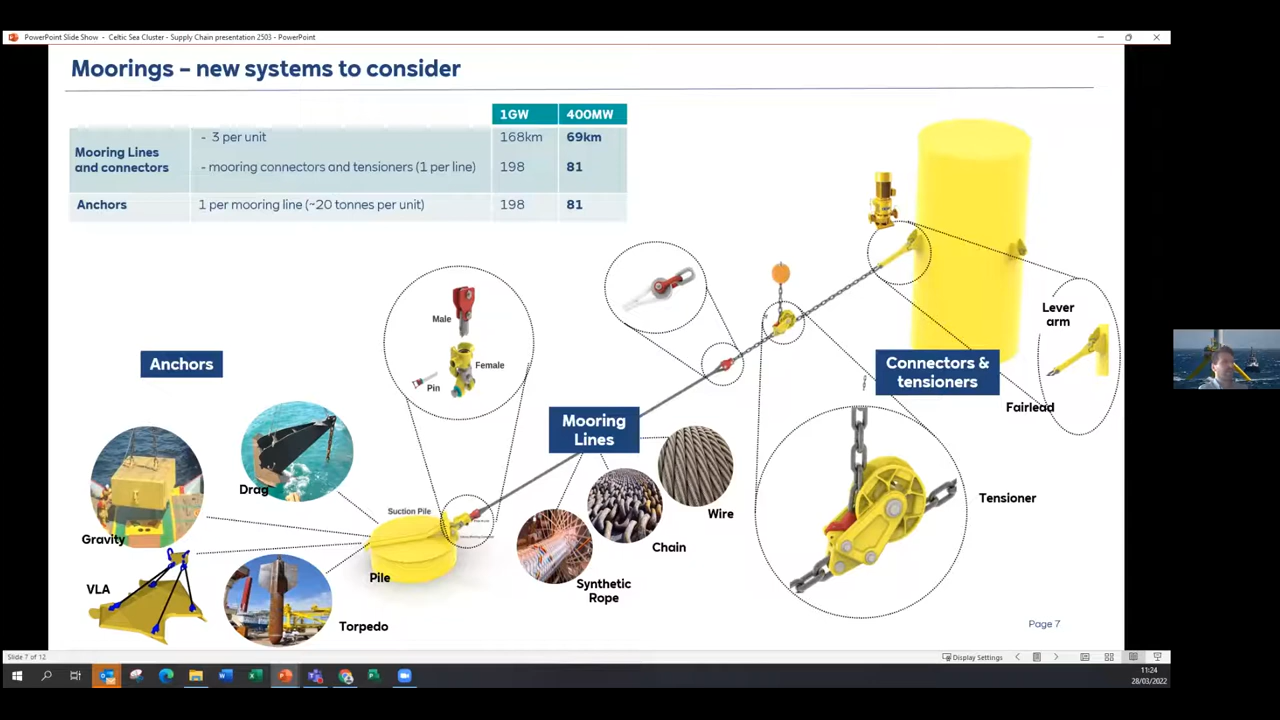 PowerPoint Slide Show - Celtic Sea Cluster - Supply Chain presentation 2503 - PowerPoint
Moorings – new systems to consider
1GW 400MW
Mooring Lines and connectors
- 3 per unit 168km 69km
- mooring connectors and tensioners (1 per line) 198 81
Anchors 1 per mooring line (~20 tonnes per unit) 198 81
Male
Female
Pin
Lever arm
Fairlead
Connectors & tensioners
Anchors
Mooring Lines
Drag
Gravity
VLA
Torpedo
Suction Pile
Pile
Wire
Chain
Synthetic Rope
Tensioner
Page 7
Slide 7 of 12
Display Settings
11:24
28/03/2022